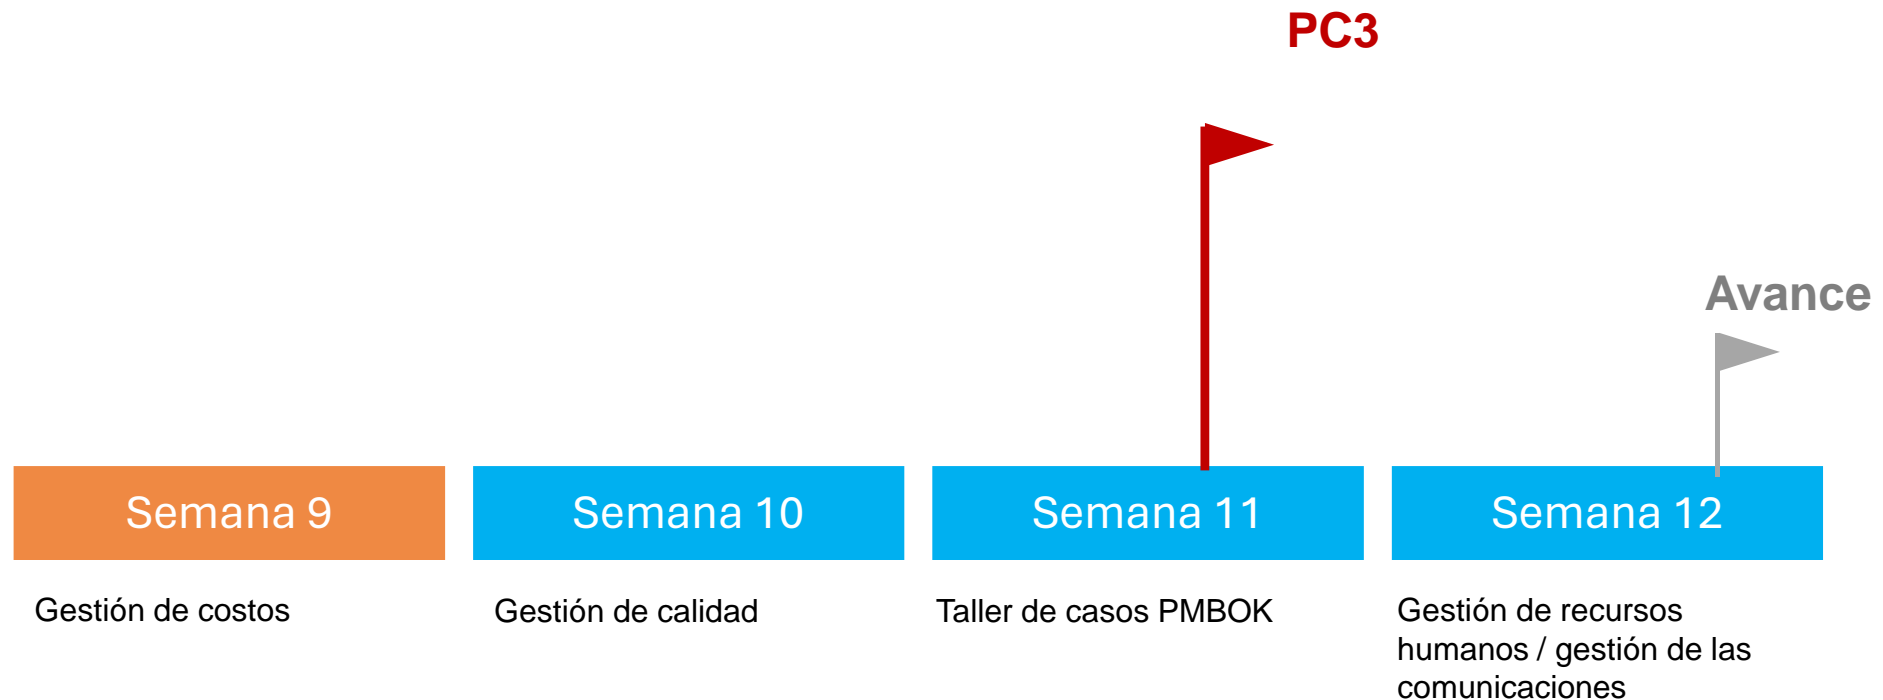 PC3
Avance
Semana 9
Semana 10
Semana 11
Semana 12
Gestión de costos
Gestión de calidad
Taller de casos PMBOK
Gestión de recursos
humanos / gestión de las
comunicaciones